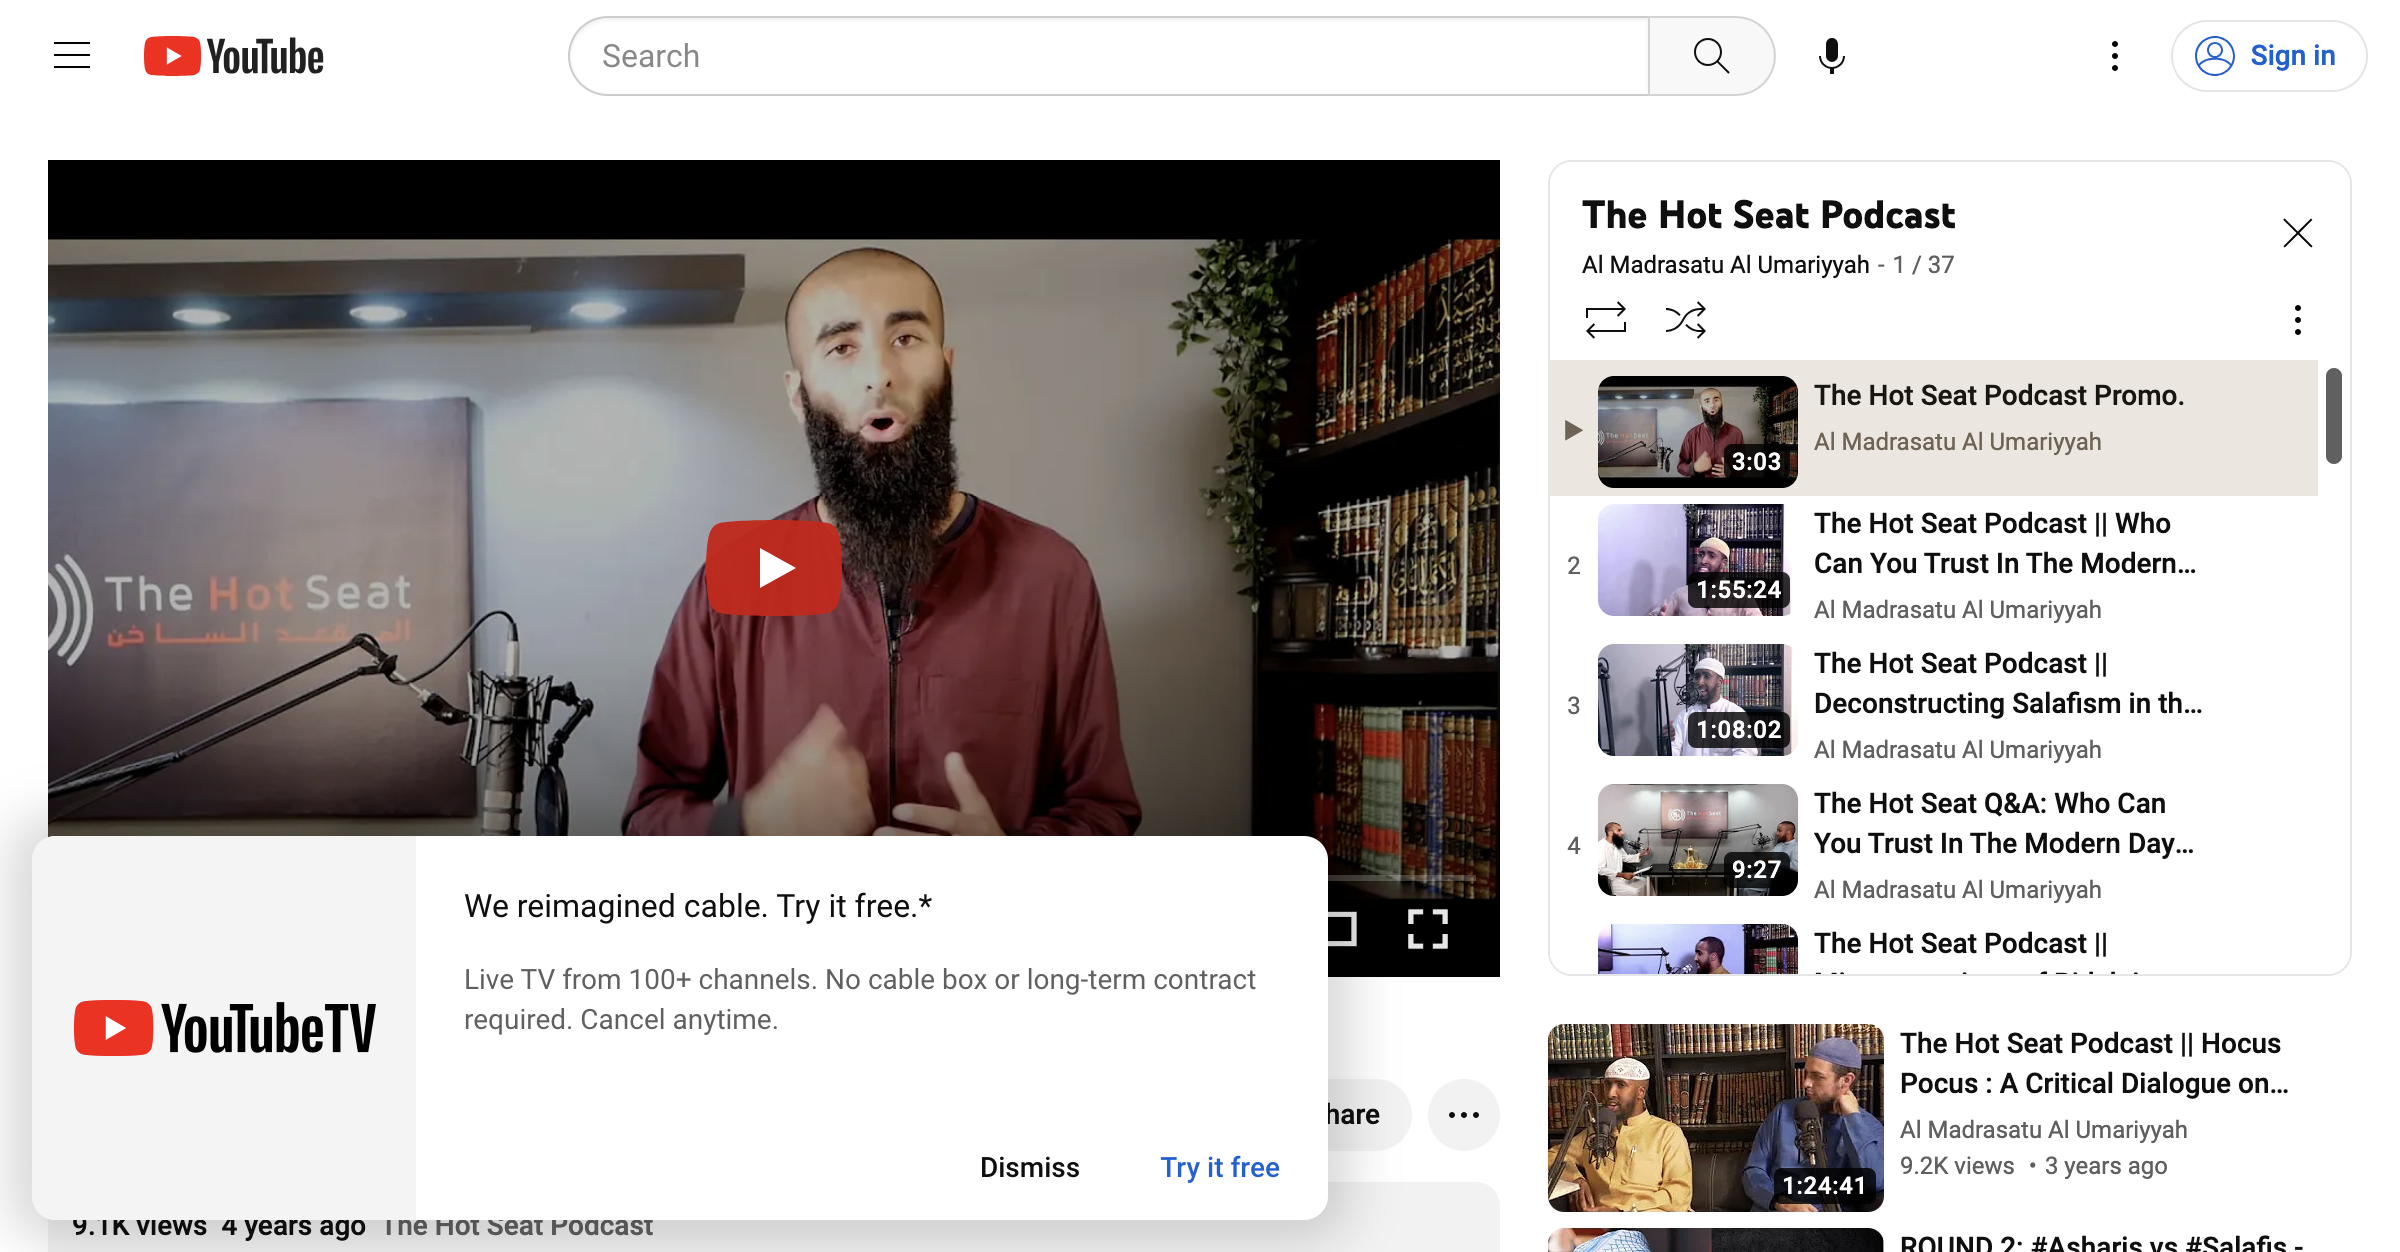 YouTube
Search
Sign in
The Hot Seat
المقعد الساخن
The Hot Seat Podcast
Al Madrasatu Al Umariyyah - 1 / 37
The Hot Seat Podcast Promo.
Al Madrasatu Al Umariyyah
3:03
2
The Hot Seat Podcast || Who
Can You Trust In The Modern...
Al Madrasatu Al Umariyyah
1:55:24
3
The Hot Seat Podcast ||
Deconstructing Salafism in th...
Al Madrasatu Al Umariyyah
1:08:02
4
The Hot Seat Q&A: Who Can
You Trust In The Modern Day...
Al Madrasatu Al Umariyyah
9:27
The Hot Seat Podcast ||
YouTubeTV
We reimagined cable. Try it free.*
Live TV from 100+ channels. No cable box or long-term contract
required. Cancel anytime.
Dismiss
Try it free
hare
9.1K views 4 years ago The Hot Seat Podcast
The Hot Seat Podcast || Hocus
Pocus : A Critical Dialogue on...
Al Madrasatu Al Umariyyah
9.2K views • 3 years ago
1:24:41
ROUND 2: #Asharis vs #Salafis -